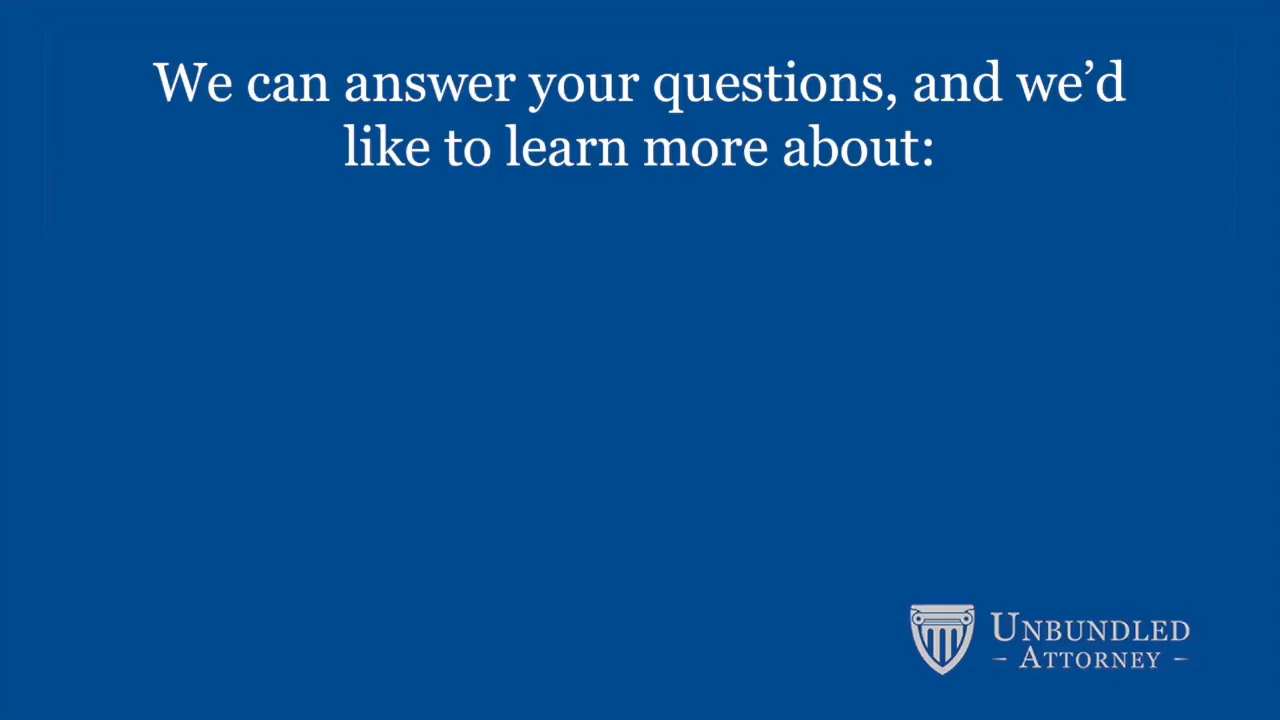 We can answer your questions, and we’d
like to learn more about:
UNBUNDLED
– ATTORNEY –